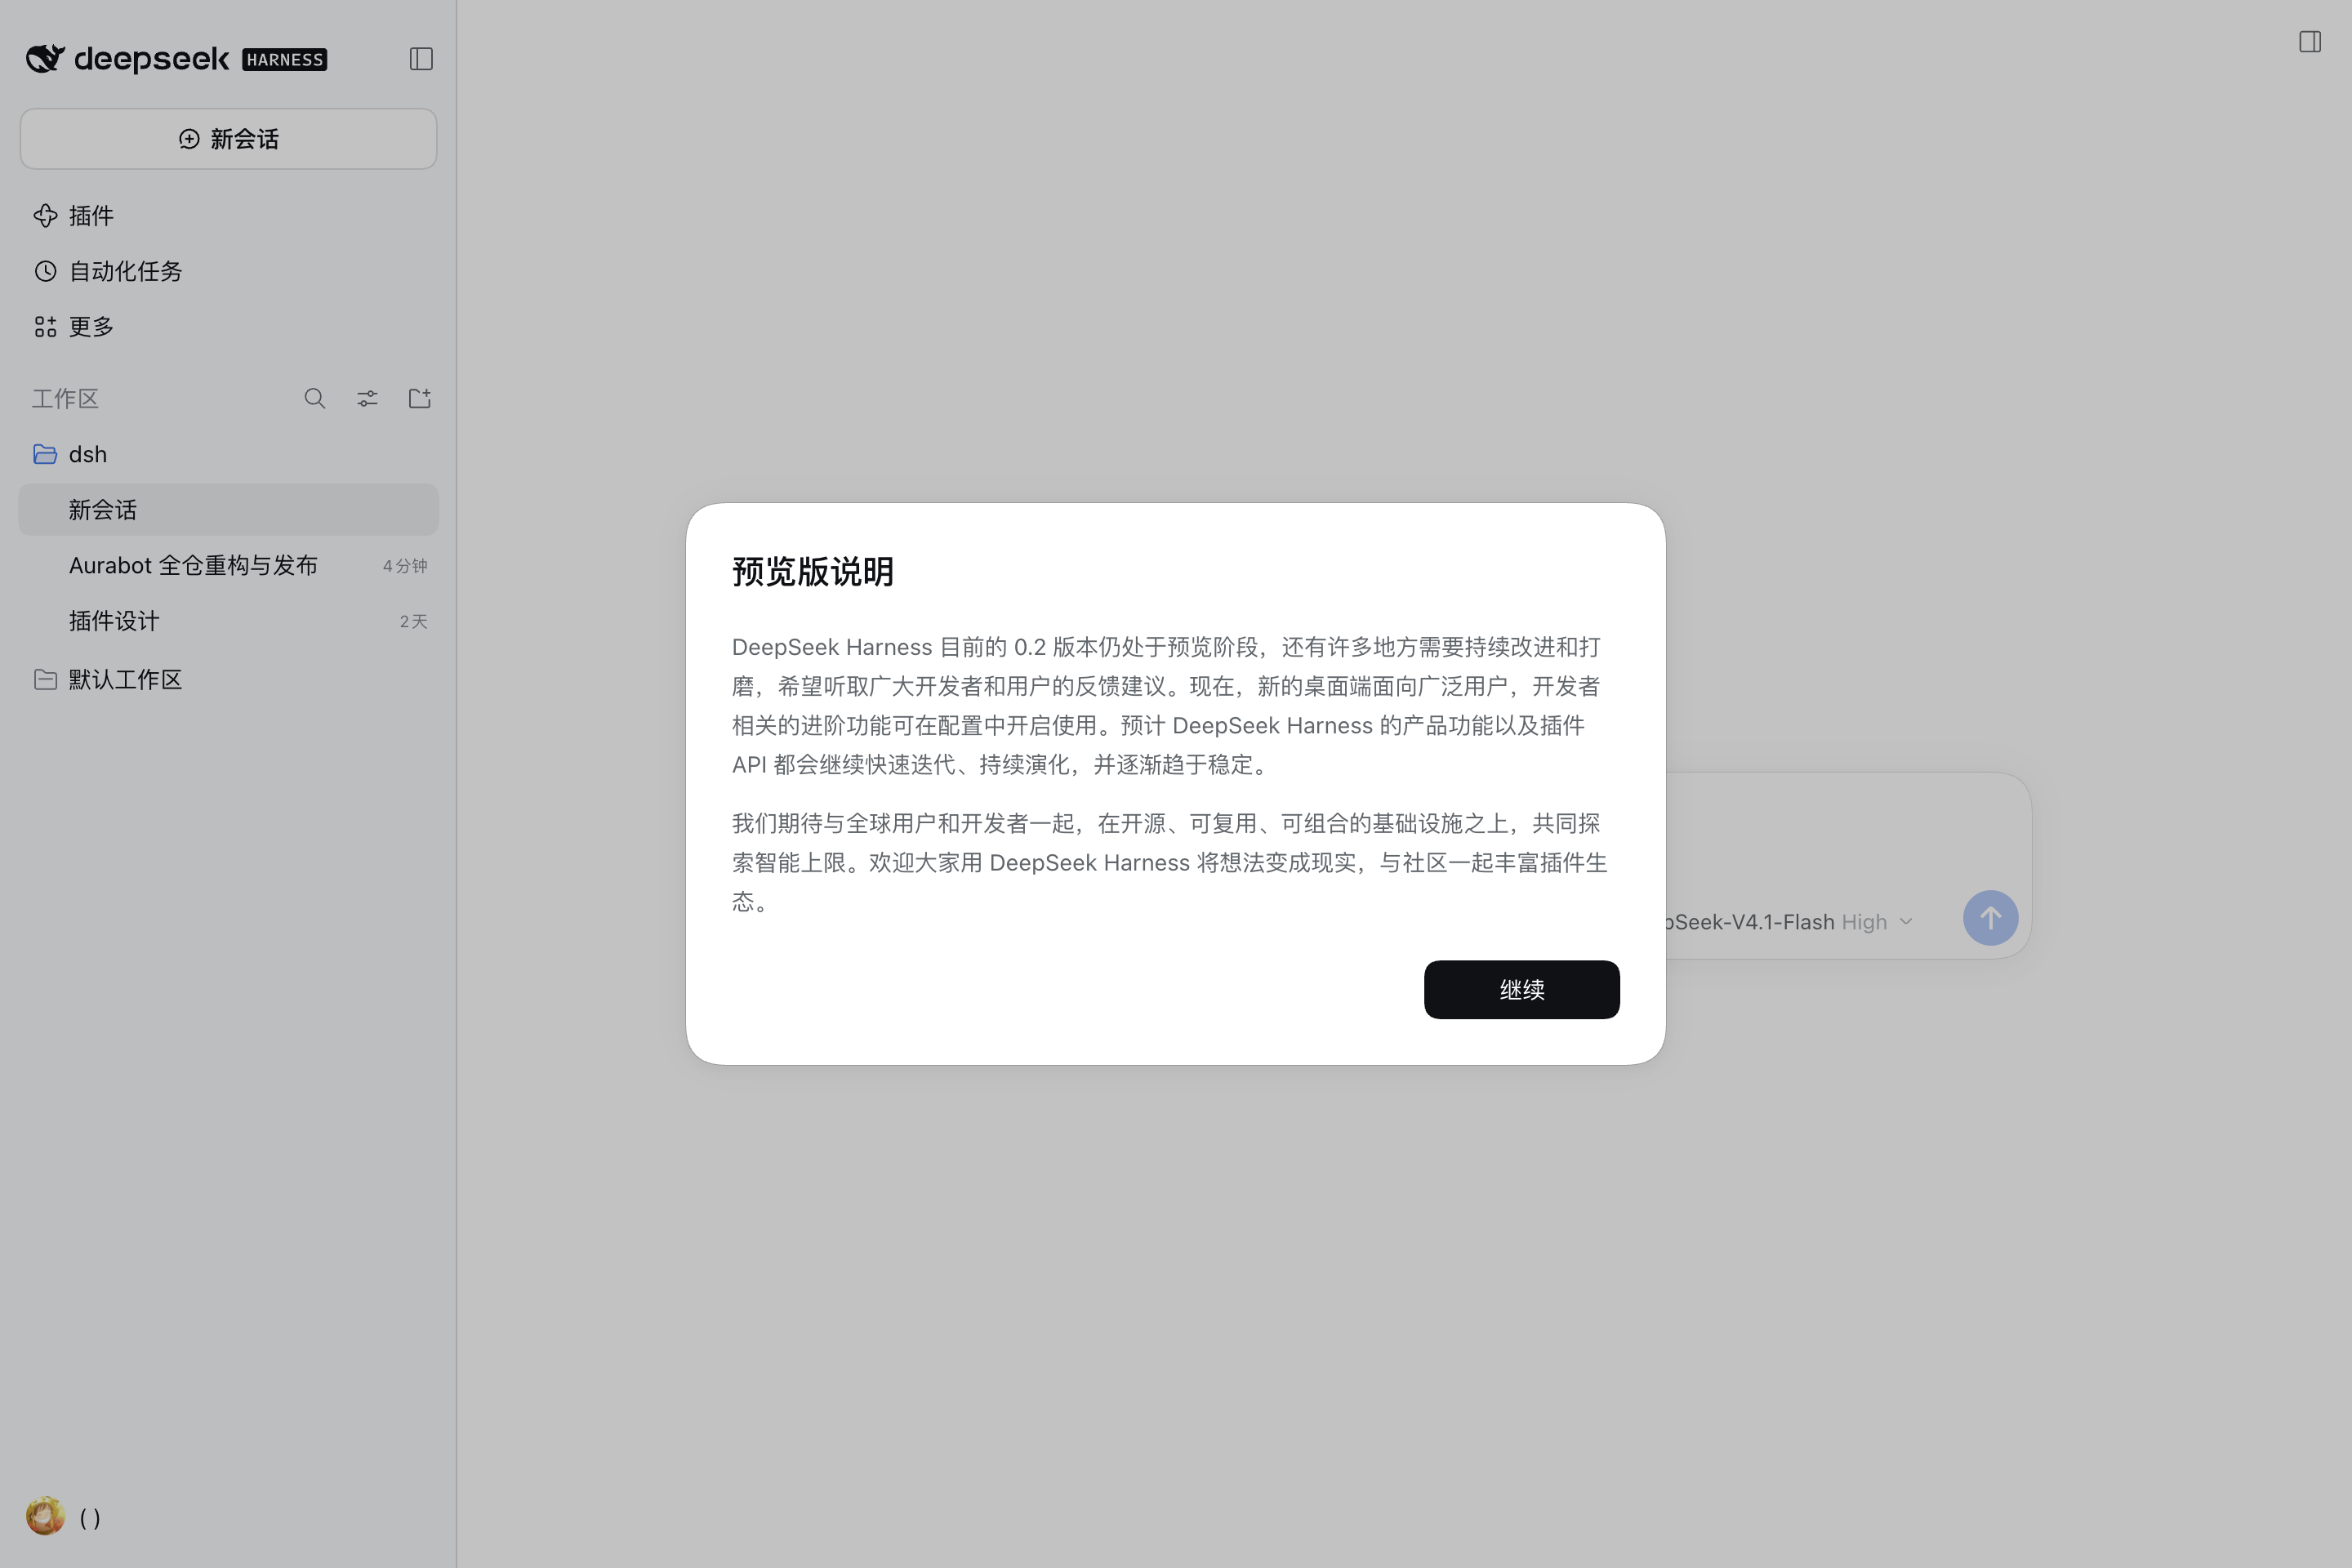 deepseek HARNESS
新会话
插件
自动化任务
更多
工作区
dsh
新会话
Aurabot 全仓重构与发布 4分钟
插件设计 2天
默认工作区
( )
预览版说明
DeepSeek Harness 目前的 0.2 版本仍处于预览阶段，还有许多地方需要持续改进和打
磨，希望听取广大开发者和用户的反馈建议。现在，新的桌面端面向广泛用户，开发者
相关的进阶功能可在配置中开启使用。预计 DeepSeek Harness 的产品功能以及插件
API 都会继续快速迭代、持续演化，并逐渐趋于稳定。
我们期待与全球用户和开发者一起，在开源、可复用、可组合的基础设施之上，共同探
索智能上限。欢迎大家用 DeepSeek Harness 将想法变成现实，与社区一起丰富插件生
态。
继续
pSeek-V4.1-Flash High